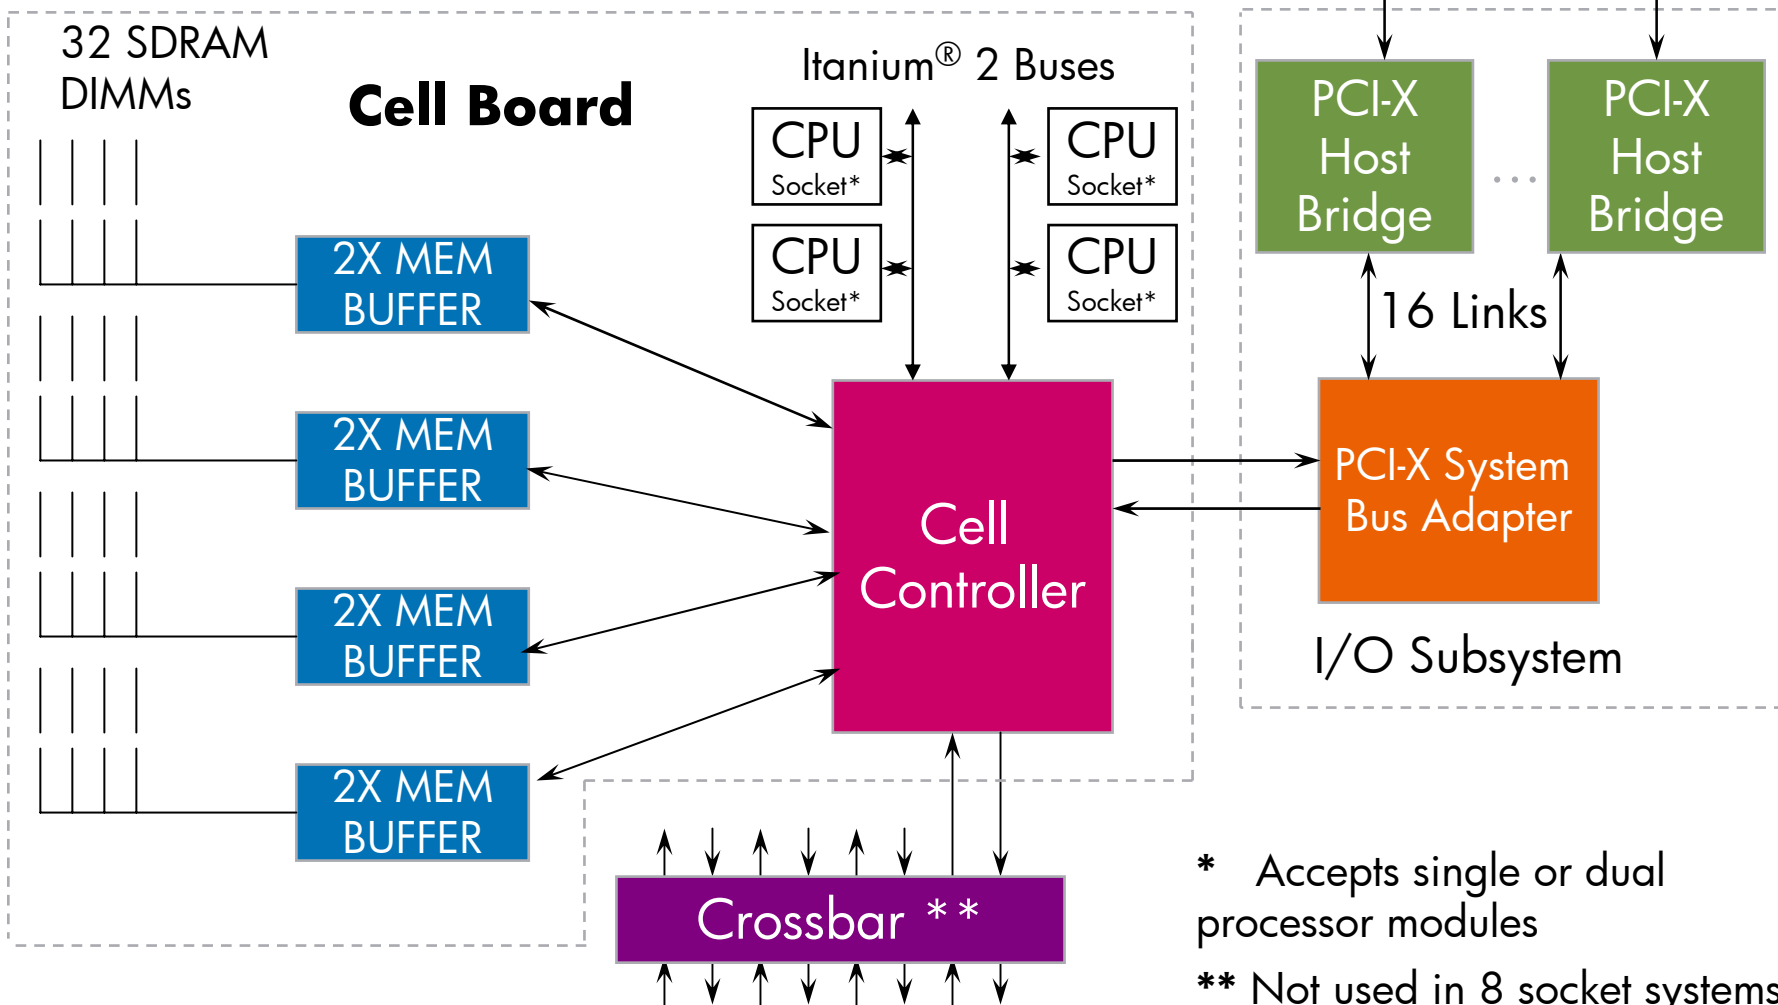 32 SDRAM
DIMMs
Cell Board
Itanium® 2 Buses
CPU
Socket*
CPU
Socket*
CPU
Socket*
CPU
Socket*
PCI-X
Host
Bridge
...
PCI-X
Host
Bridge
16 Links
2X MEM
BUFFER
2X MEM
BUFFER
2X MEM
BUFFER
2X MEM
BUFFER
Cell
Controller
PCI-X System
Bus Adapter
I/O Subsystem
Crossbar **
* Accepts single or dual
processor modules
** Not used in 8 socket systems